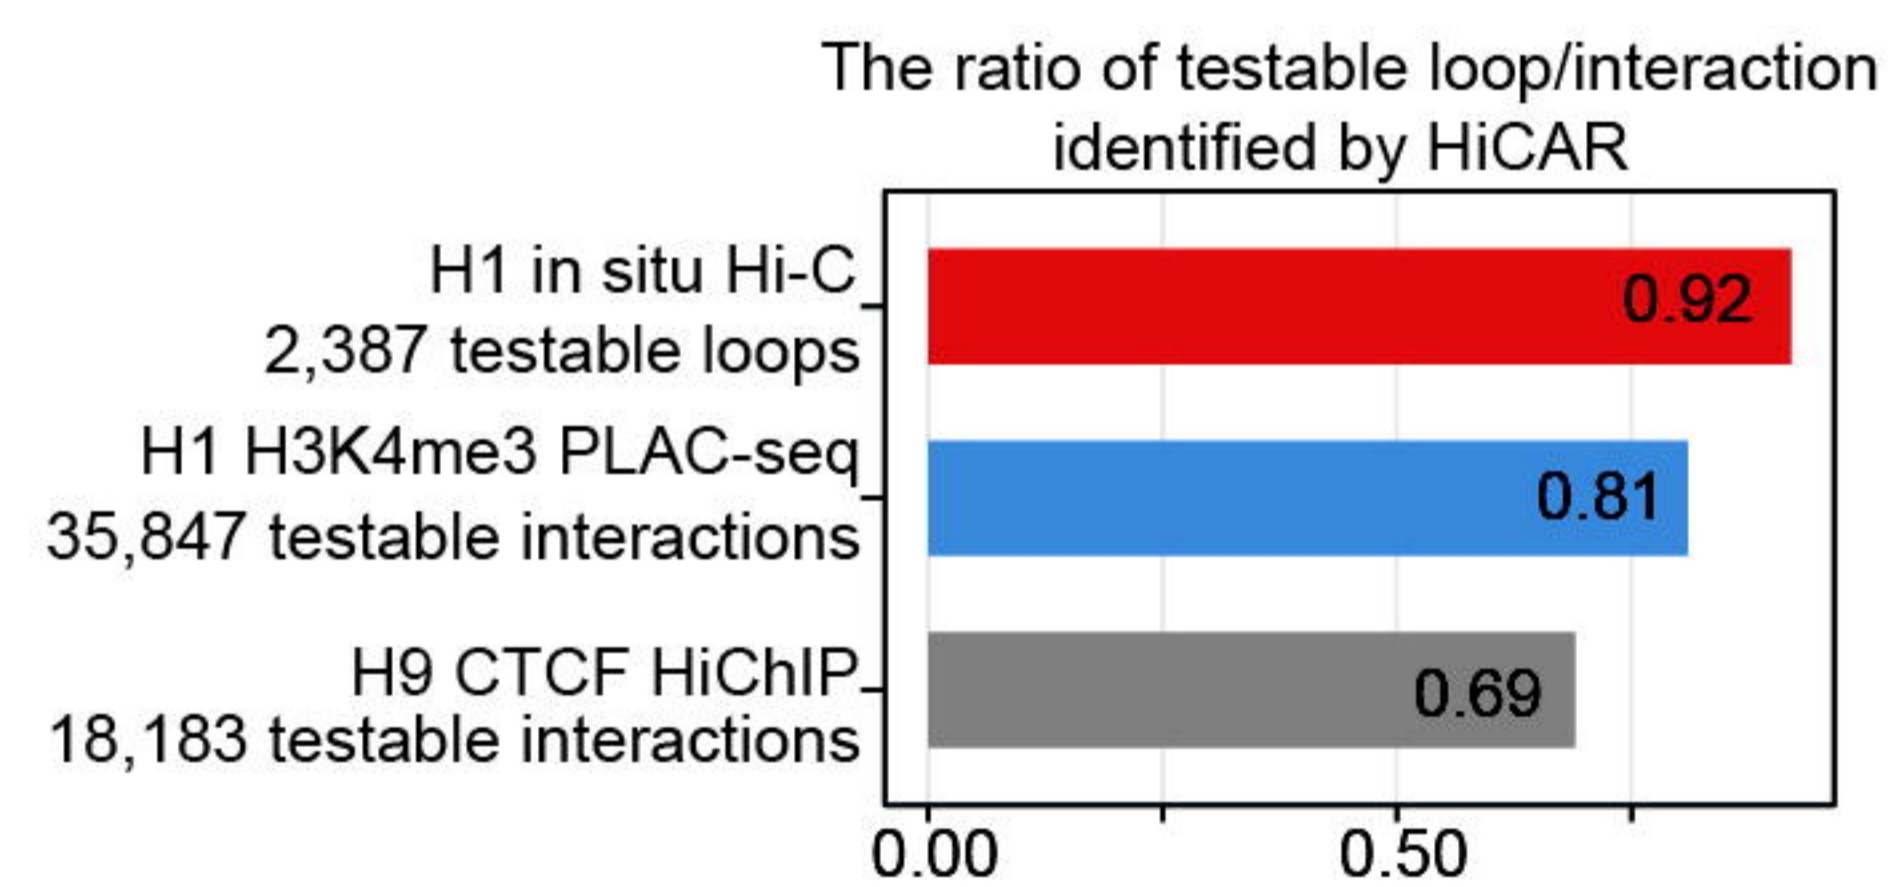 The ratio of testable loop/interaction
identified by HiCAR
H1 in situ Hi-C
2,387 testable loops
0.92
H1 H3K4me3 PLAC-seq
35,847 testable interactions
0.81
H9 CTCF HiChIP
18,183 testable interactions
0.69
0.00 0.50